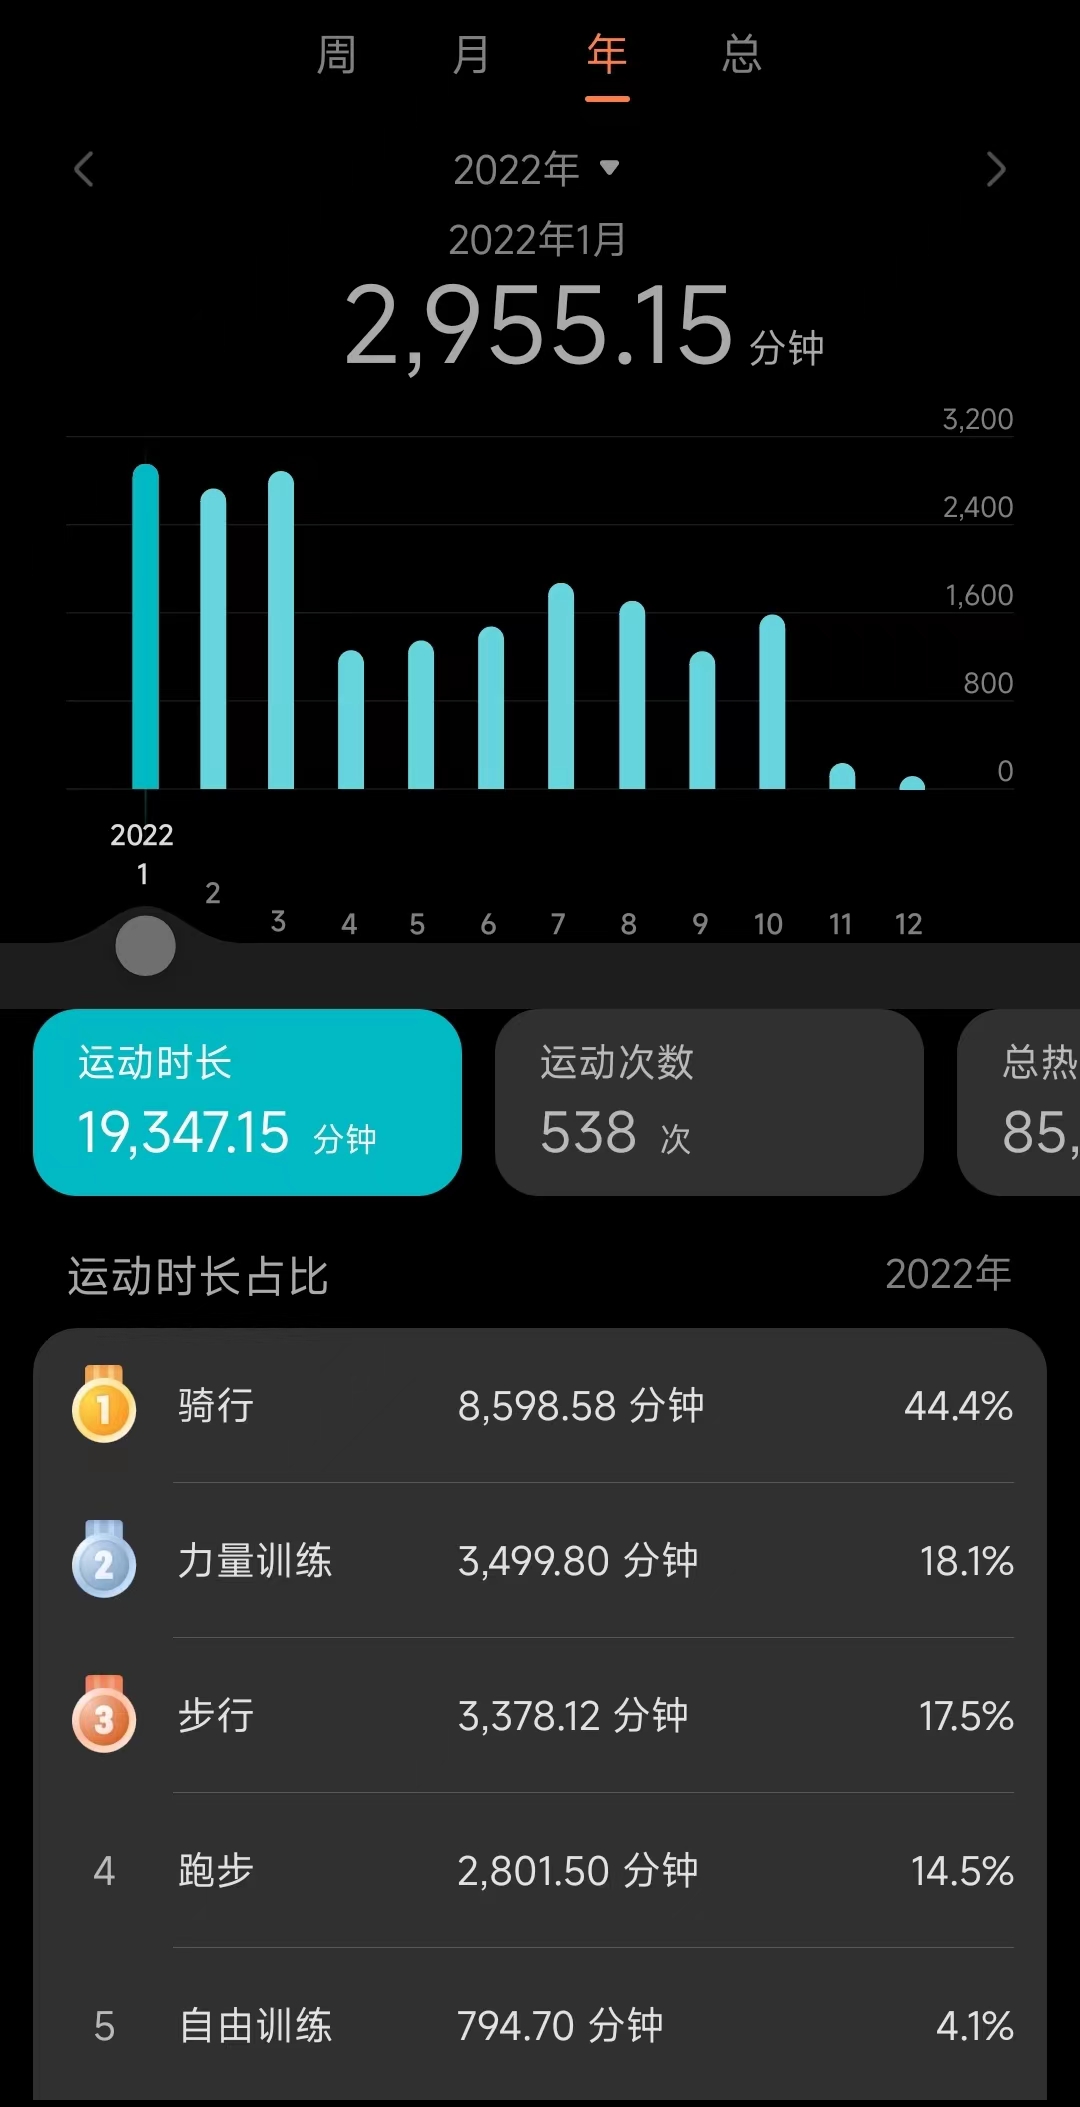 周 月 年 总
2022年
2022年1月
2,955.15 分钟
3,200
2,400
1,600
800
0
2022
1 2 3 4 5 6 7 8 9 10 11 12
运动时长 运动次数 总热
19,347.15 分钟 538 次 85,
运动时长占比 2022年
1 骑行 8,598.58 分钟 44.4%
2 力量训练 3,499.80 分钟 18.1%
3 步行 3,378.12 分钟 17.5%
4 跑步 2,801.50 分钟 14.5%
5 自由训练 794.70 分钟 4.1%